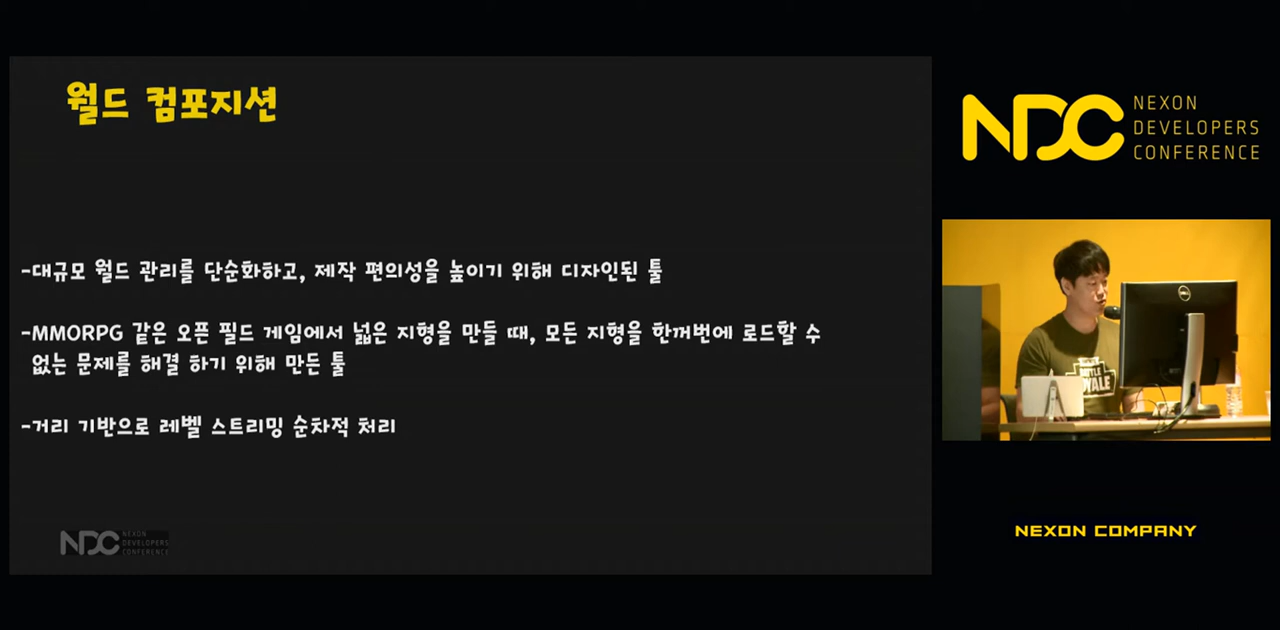 월드 컴포지션
-대규모 월드 관리를 단순화하고, 제작 편의성을 높이기 위해 디자인된 툴
-MMORPG 같은 오픈 필드 게임에서 넓은 지형을 만들 때, 모든 지형을 한꺼번에 로드할 수
없는 문제를 해결 하기 위해 만든 툴
-거리 기반으로 레벨 스트리밍 순차적 처리
NDC NEXON
DEVELOPERS
CONFERENCE
NDC NEXON
DEVELOPERS
CONFERENCE
DELL
BATTLE
ROYALE
NEXON COMPANY